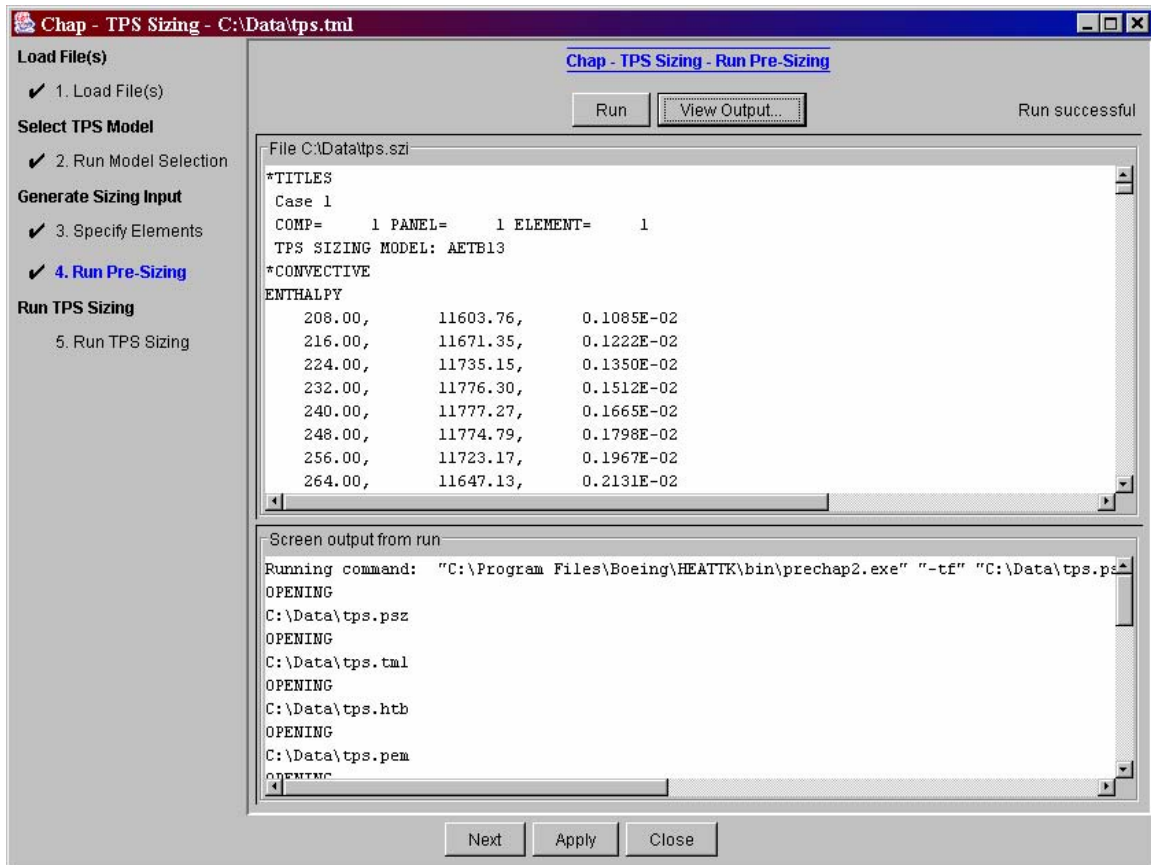 Chap - TPS Sizing - C:\Data\tps.tml
Load File(s)
✔ 1. Load File(s)
Select TPS Model
✔ 2. Run Model Selection
Generate Sizing Input
✔ 3. Specify Elements
✔ 4. Run Pre-Sizing
Run TPS Sizing
5. Run TPS Sizing
Chap - TPS Sizing - Run Pre-Sizing
Run View Output... Run successful
File C:\Data\tps.szi
*TITLES
Case 1
COMP= 1 PANEL= 1 ELEMENT= 1
TPS SIZING MODEL: AETB13
*CONVECTIVE
ENTHALPY
208.00, 11603.76, 0.1085E-02
216.00, 11671.35, 0.1222E-02
224.00, 11735.15, 0.1350E-02
232.00, 11776.30, 0.1512E-02
240.00, 11777.27, 0.1665E-02
248.00, 11774.79, 0.1798E-02
256.00, 11723.17, 0.1967E-02
264.00, 11647.13, 0.2131E-02
Screen output from run
Running command: "C:\Program Files\Boeing\HEATTK\bin\prechap2.exe" "-tf" "C:\Data\tps.ps
OPENING
C:\Data\tps.psz
OPENING
C:\Data\tps.tml
OPENING
C:\Data\tps.htb
OPENING
C:\Data\tps.pem
OPENING
Next Apply Close